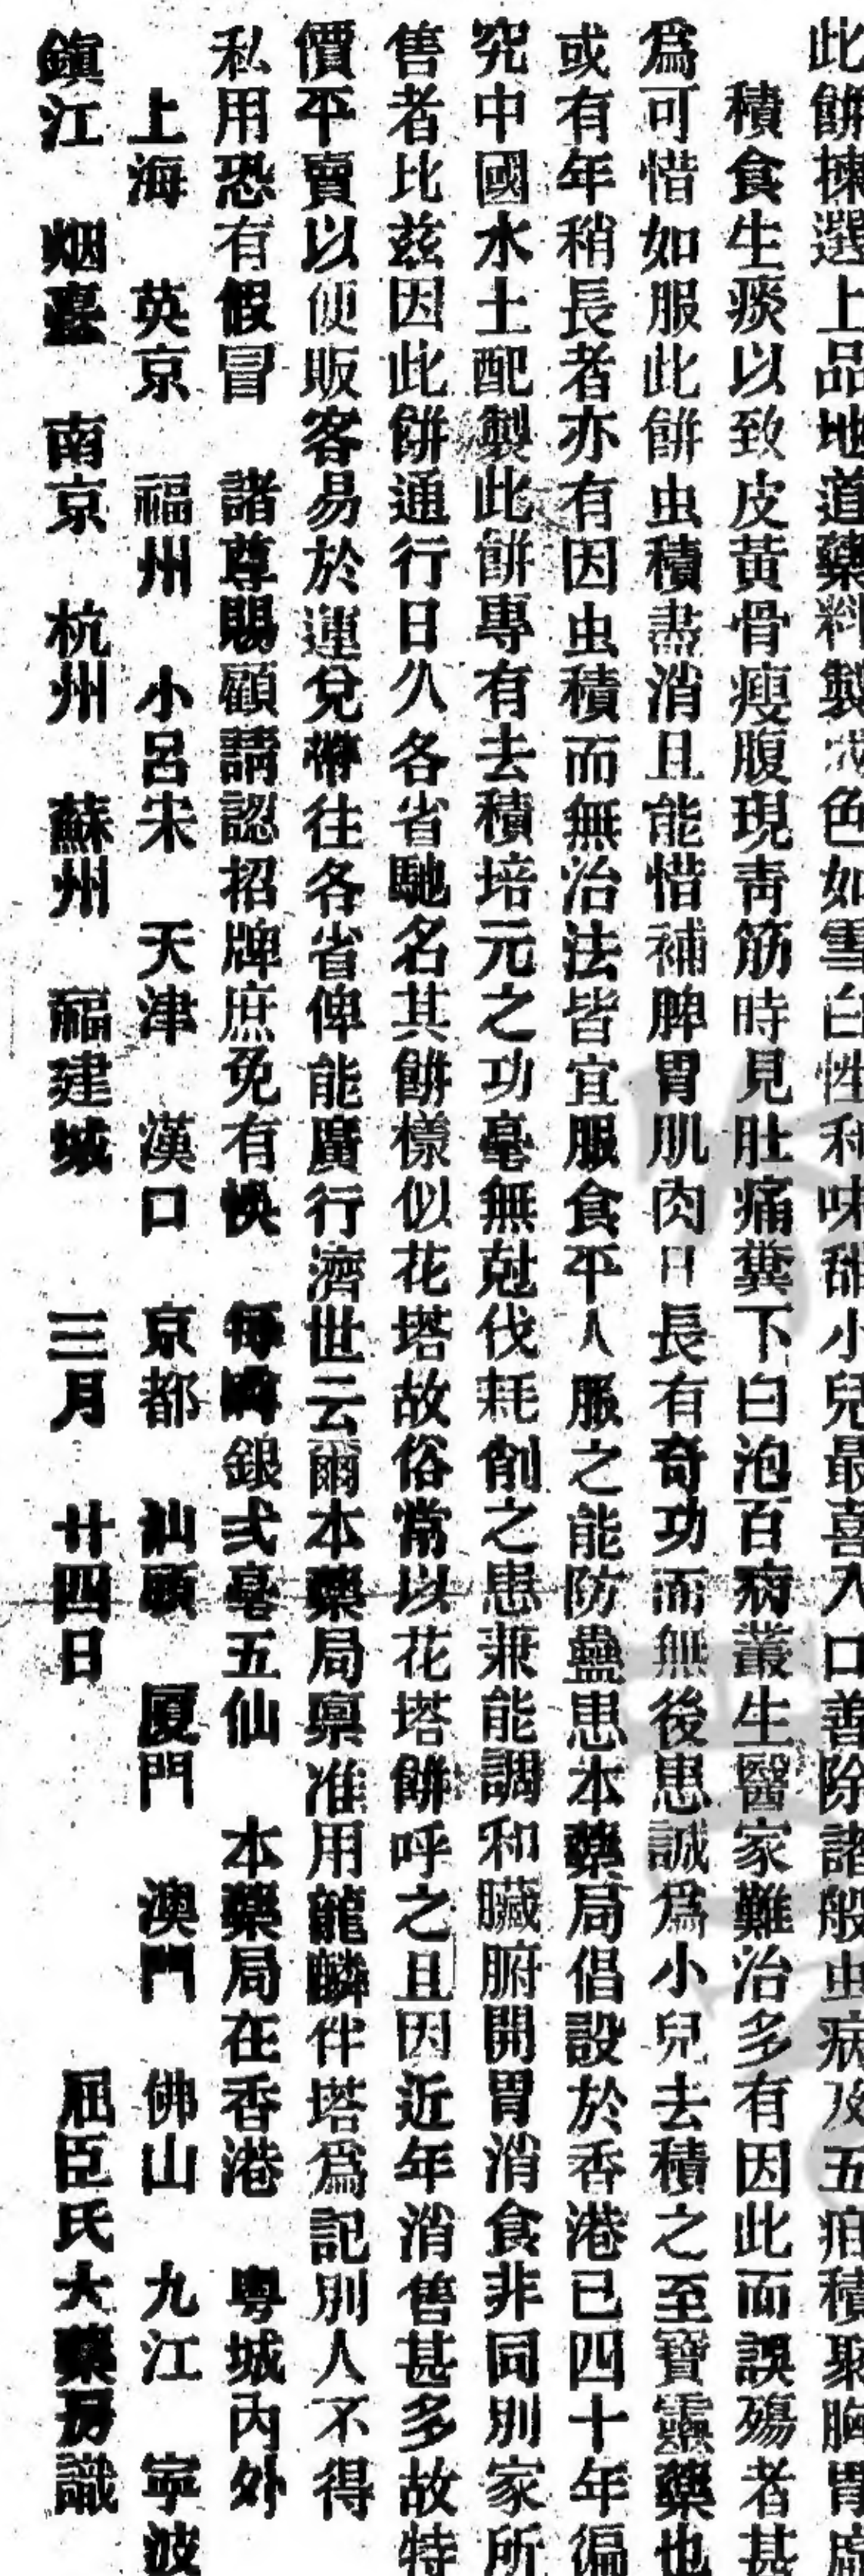 此餅揀選上品地道藥料製成色如雪白性和味甜小兒最喜入口善除諸般虫病及五疳積聚胸胃虛
積食生痰以致皮黃骨瘦腹現青筋時見肚痛糞下白泡百病叢生醫家難治多有因此而誤殤者甚
爲可惜如服此餅虫積盡消且能惜補脾胃肌肉日長有奇功而無後患誠爲小兒去積之至寶靈藥也
或有年稍長者亦有因虫積而無治法皆宜服食平人服之能防蠱患本藥局倡設於香港已四十年徧
究中國水土配製此餅專有去積培元之功毫無尅伐耗削之患兼能調和臟腑開胃消食非同別家所
售者比茲因此餅通行日久各省馳名其餅樣似花塔故俗常以花塔餅呼之且因近年消售甚多故特
價平賣以便販客易於運兌帶往各省俾能廣行濟世云爾本藥局禀准用龍麟伴塔爲記別人不得
私用恐有假冒 諸尊賜顧請認招牌庶免有悞 每 銀弍毫五仙 本藥局在香港 粤城內外
上海 英京 福州 小呂宋 天津 漢口 京都 汕頭 厦門 澳門 佛山 九江 寧波
鎮江 烟臺 南京 杭州 蘇州 福建城 三月廿四日 屈臣氏大藥房識